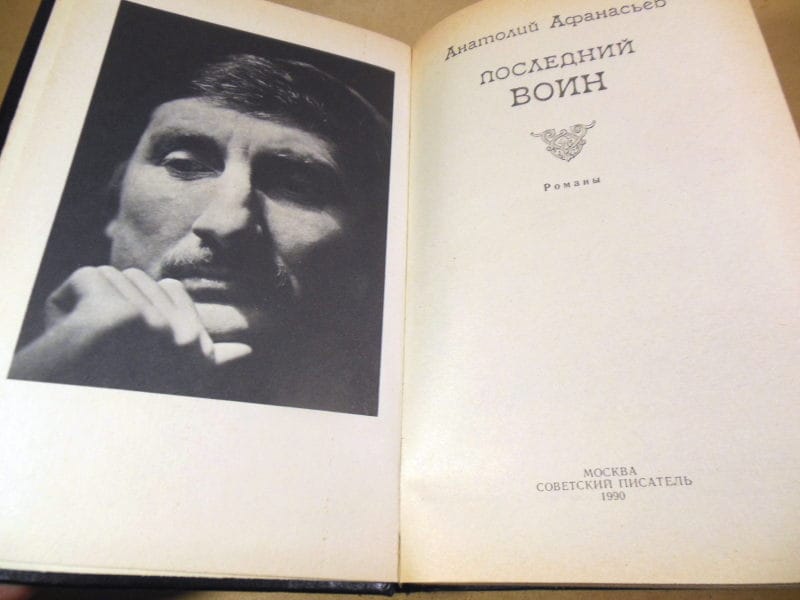 Анатолий Афанасьев
ПОСЛЕДНИЙ
ВОИН
Романы
МОСКВА
СОВЕТСКИЙ ПИСАТЕЛЬ
1990